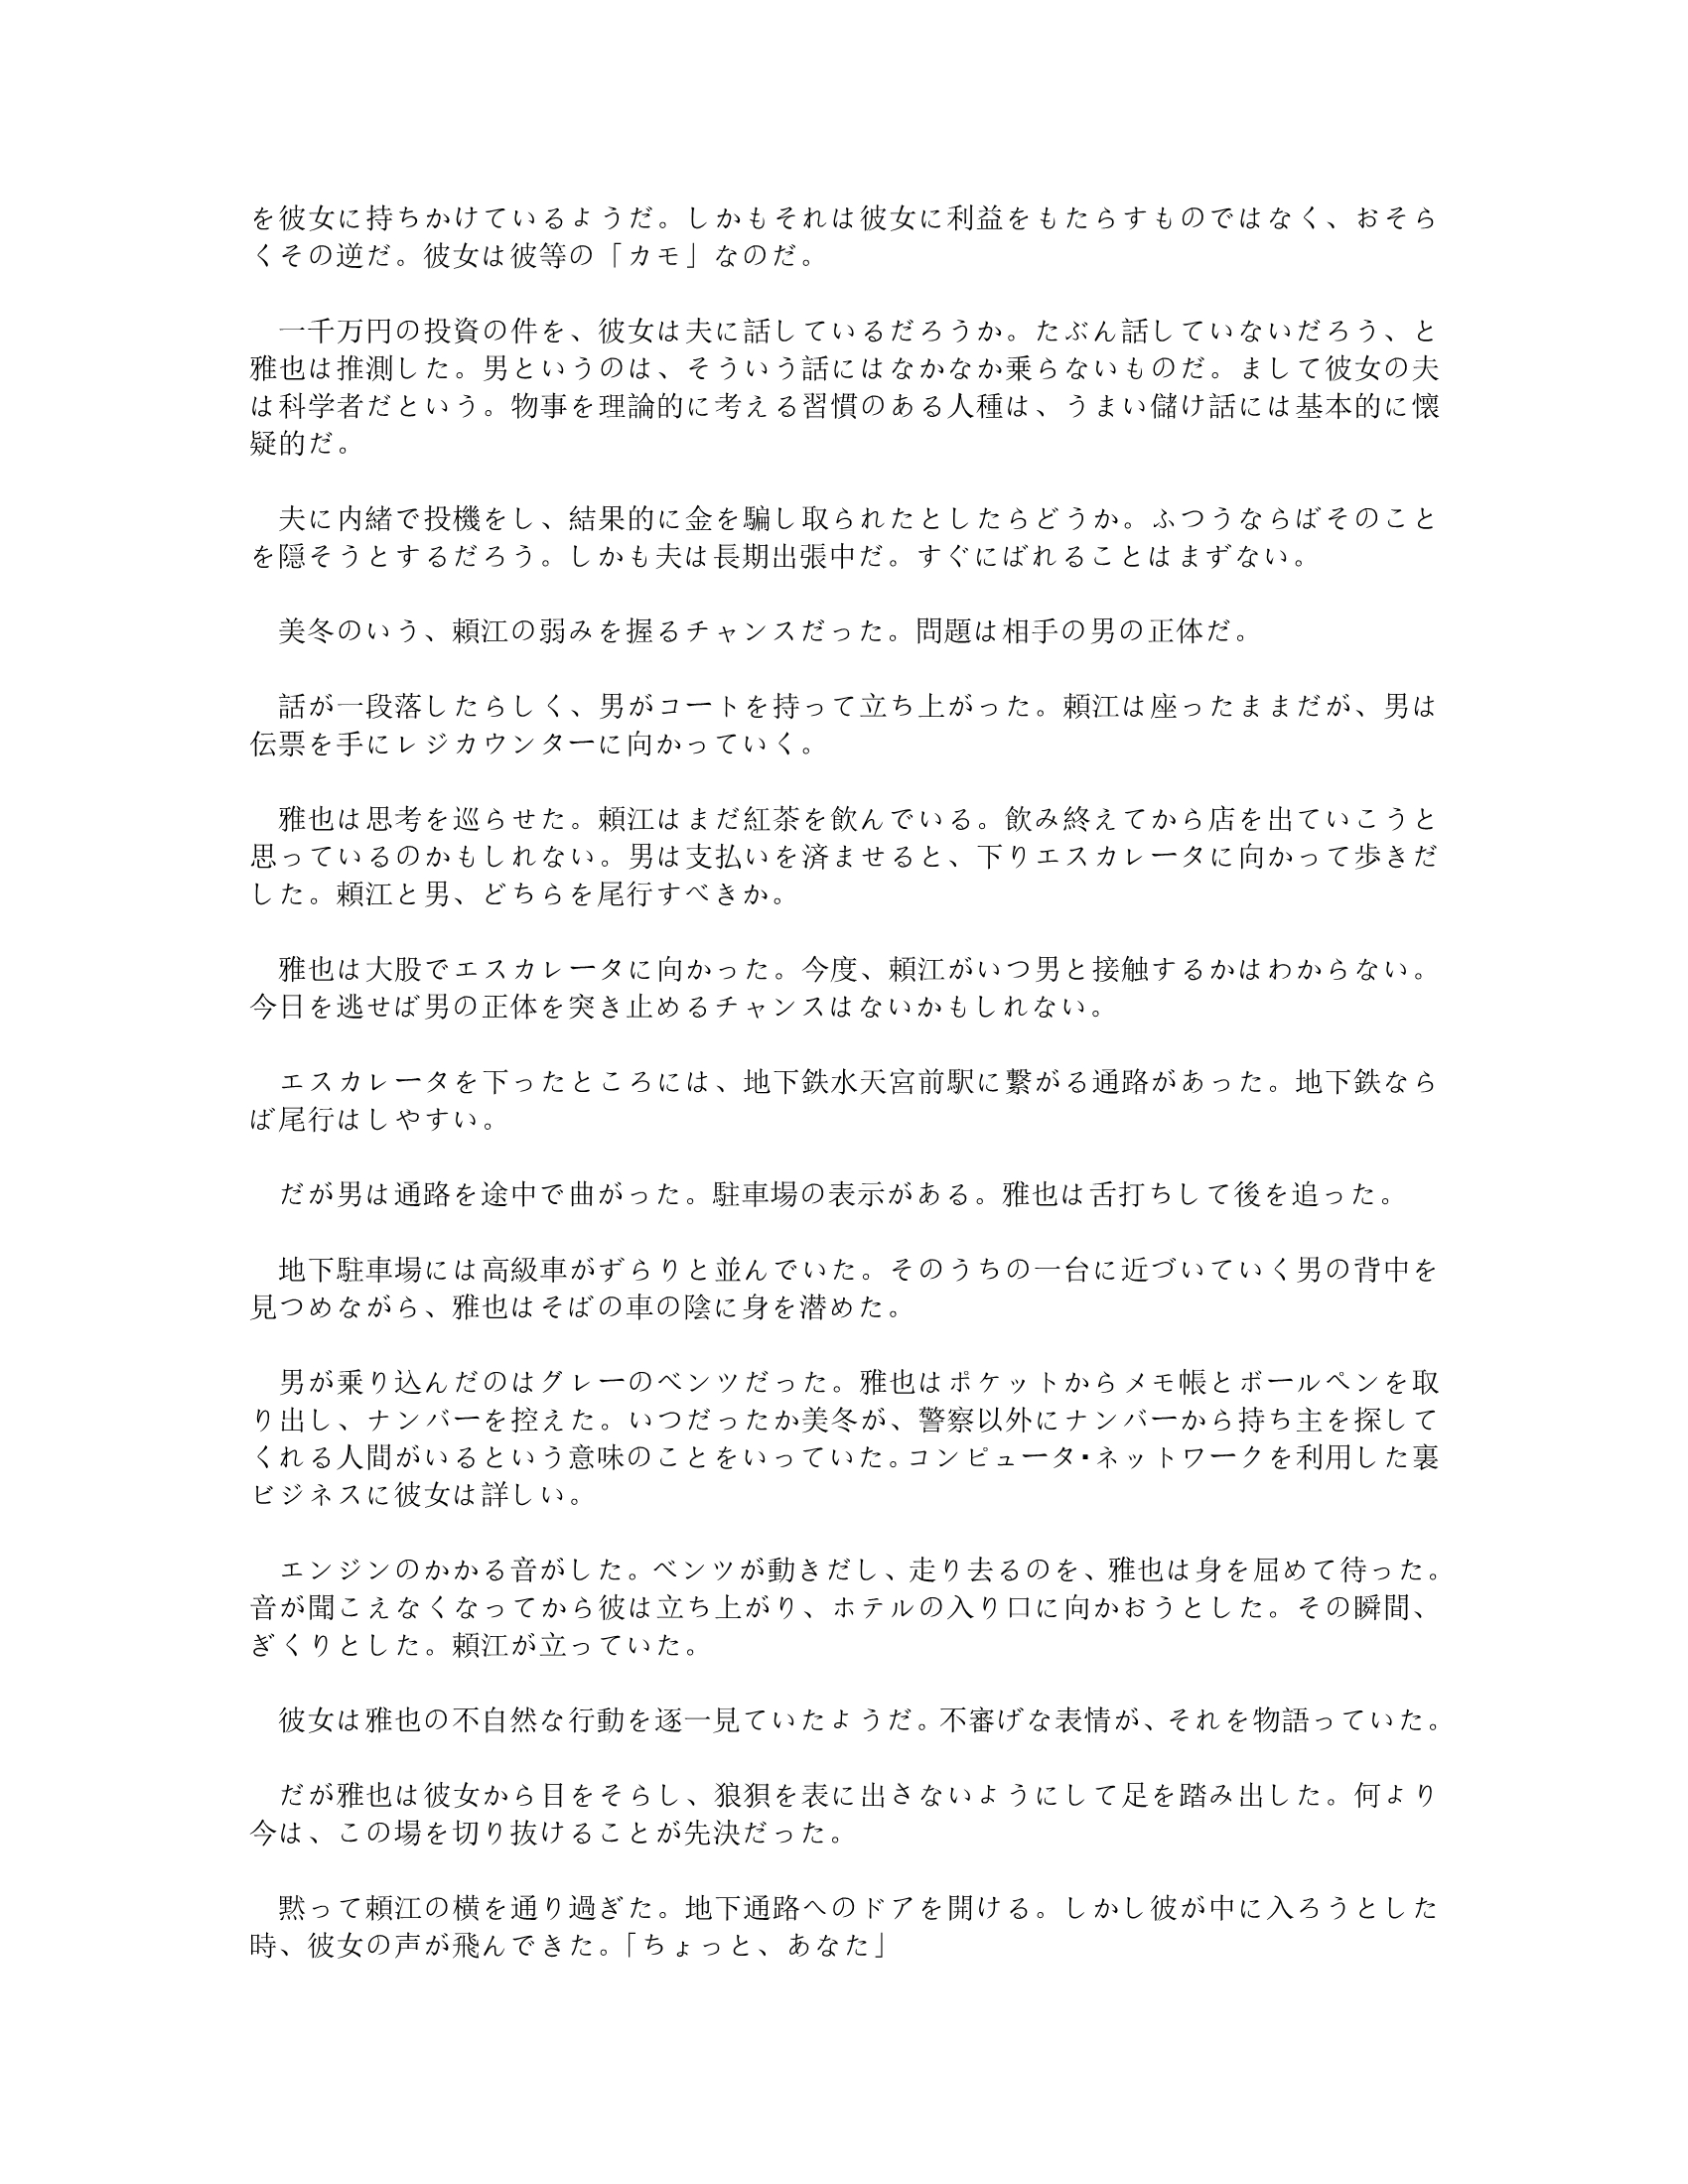 を彼女に持ちかけているようだ。しかもそれは彼女に利益をもたらすものではなく、おそら
くその逆だ。彼女は彼等の「カモ」なのだ。
一千万円の投資の件を、彼女は夫に話しているだろうか。たぶん話していないだろう、と
雅也は推測した。男というのは、そういう話にはなかなか乗らないものだ。まして彼女の夫
は科学者だという。物事を理論的に考える習慣のある人種は、うまい儲け話には基本的に懐
疑的だ。
夫に内緒で投機をし、結果的に金を騙し取られたとしたらどうか。ふつうならばそのこと
を隠そうとするだろう。しかも夫は長期出張中だ。すぐにばれることはまずない。
美冬のいう、頼江の弱みを握るチャンスだった。問題は相手の男の正体だ。
話が一段落したらしく、男がコートを持って立ち上がった。頼江は座ったままだが、男は
伝票を手にレジカウンターに向かっていく。
雅也は思考を巡らせた。頼江はまだ紅茶を飲んでいる。飲み終えてから店を出ていこうと
思っているのかもしれない。男は支払いを済ませると、下りエスカレータに向かって歩きだ
した。頼江と男、どちらを尾行すべきか。
雅也は大股でエスカレータに向かった。今度、頼江がいつ男と接触するかはわからない。
今日を逃せば男の正体を突き止めるチャンスはないかもしれない。
エスカレータを下ったところには、地下鉄水天宮前駅に繋がる通路があった。地下鉄なら
ば尾行はしやすい。
だが男は通路を途中で曲がった。駐車場の表示がある。雅也は舌打ちして後を追った。
地下駐車場には高級車がずらりと並んでいた。そのうちの一台に近づいていく男の背中を
見つめながら、雅也はそばの車の陰に身を潜めた。
男が乗り込んだのはグレーのベンツだった。雅也はポケットからメモ帳とボールペンを取
り出し、ナンバーを控えた。いつだったか美冬が、警察以外にナンバーから持ち主を探して
くれる人間がいるという意味のことをいっていた。コンピュータ・ネットワークを利用した裏
ビジネスに彼女は詳しい。
エンジンのかかる音がした。ベンツが動きだし、走り去るのを、雅也は身を屈めて待った。
音が聞こえなくなってから彼は立ち上がり、ホテルの入り口に向かおうとした。その瞬間、
ぎくりとした。頼江が立っていた。
彼女は雅也の不自然な行動を逐一見ていたようだ。不審げな表情が、それを物語っていた。
だが雅也は彼女から目をそらし、狼狽を表に出さないようにして足を踏み出した。何より
今は、この場を切り抜けることが先決だった。
黙って頼江の横を通り過ぎた。地下通路へのドアを開ける。しかし彼が中に入ろうとした
時、彼女の声が飛んできた。「ちょっと、あなた」